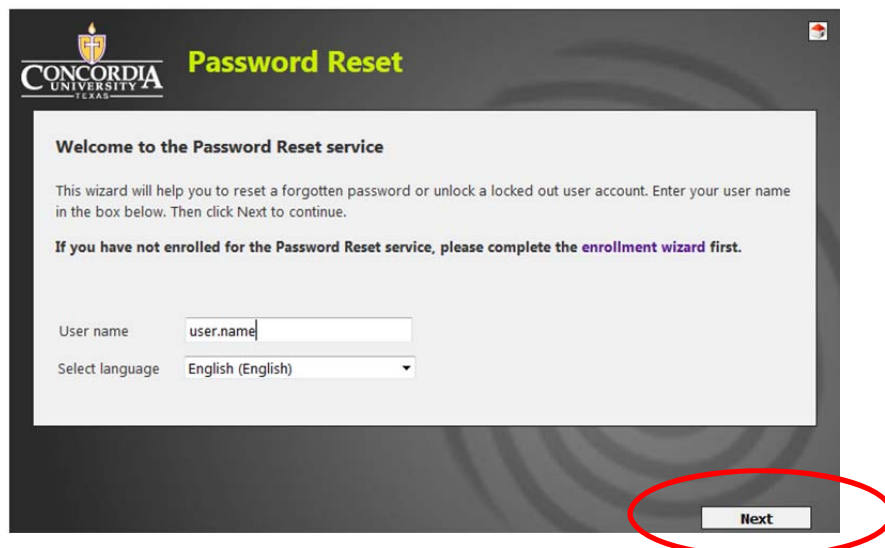 CONCORDIA
UNIVERSITY
TEXAS
Password Reset
Welcome to the Password Reset service
This wizard will help you to reset a forgotten password or unlock a locked out user account. Enter your user name
in the box below. Then click Next to continue.
If you have not enrolled for the Password Reset service, please complete the enrollment wizard first.
User name user.name
Select language English (English)
Next